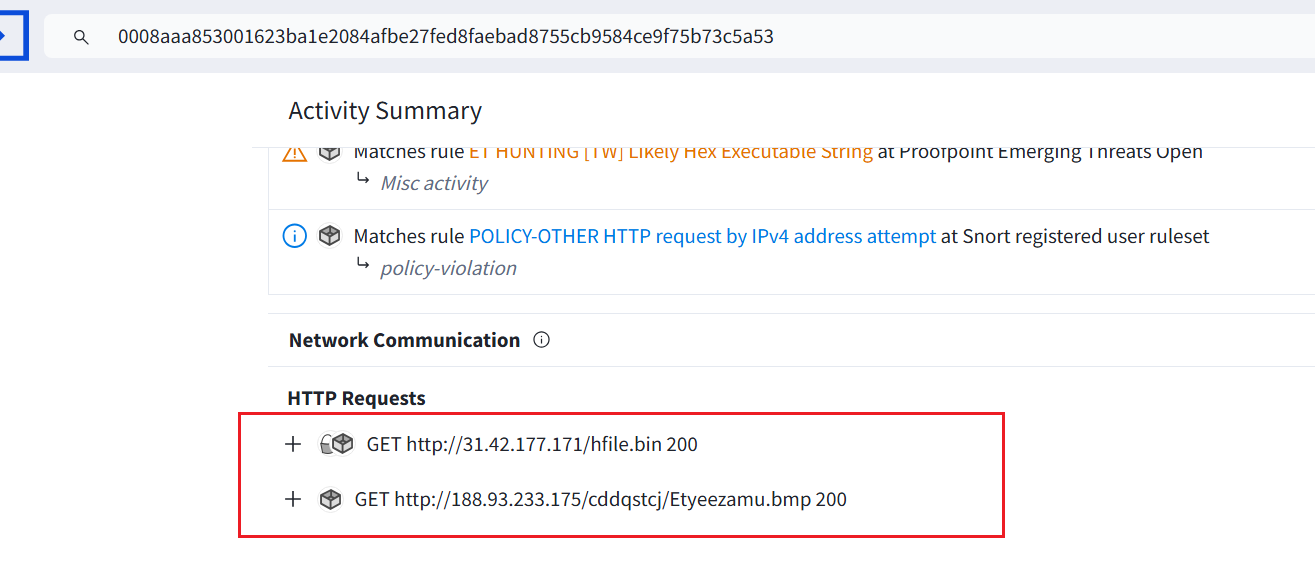 0008aaa853001623ba1e2084afbe27fed8faebad8755cb9584ce9f75b73c5a53
Activity Summary
Matches rule ET HUNTING [TW] Likely Hex Executable String at Proofpoint Emerging Threats Open
Misc activity
Matches rule POLICY-OTHER HTTP request by IPv4 address attempt at Snort registered user ruleset
policy-violation
Network Communication
HTTP Requests
GET http://31.42.177.171/hfile.bin 200
GET http://188.93.233.175/cddqstcj/Etyeezamu.bmp 200